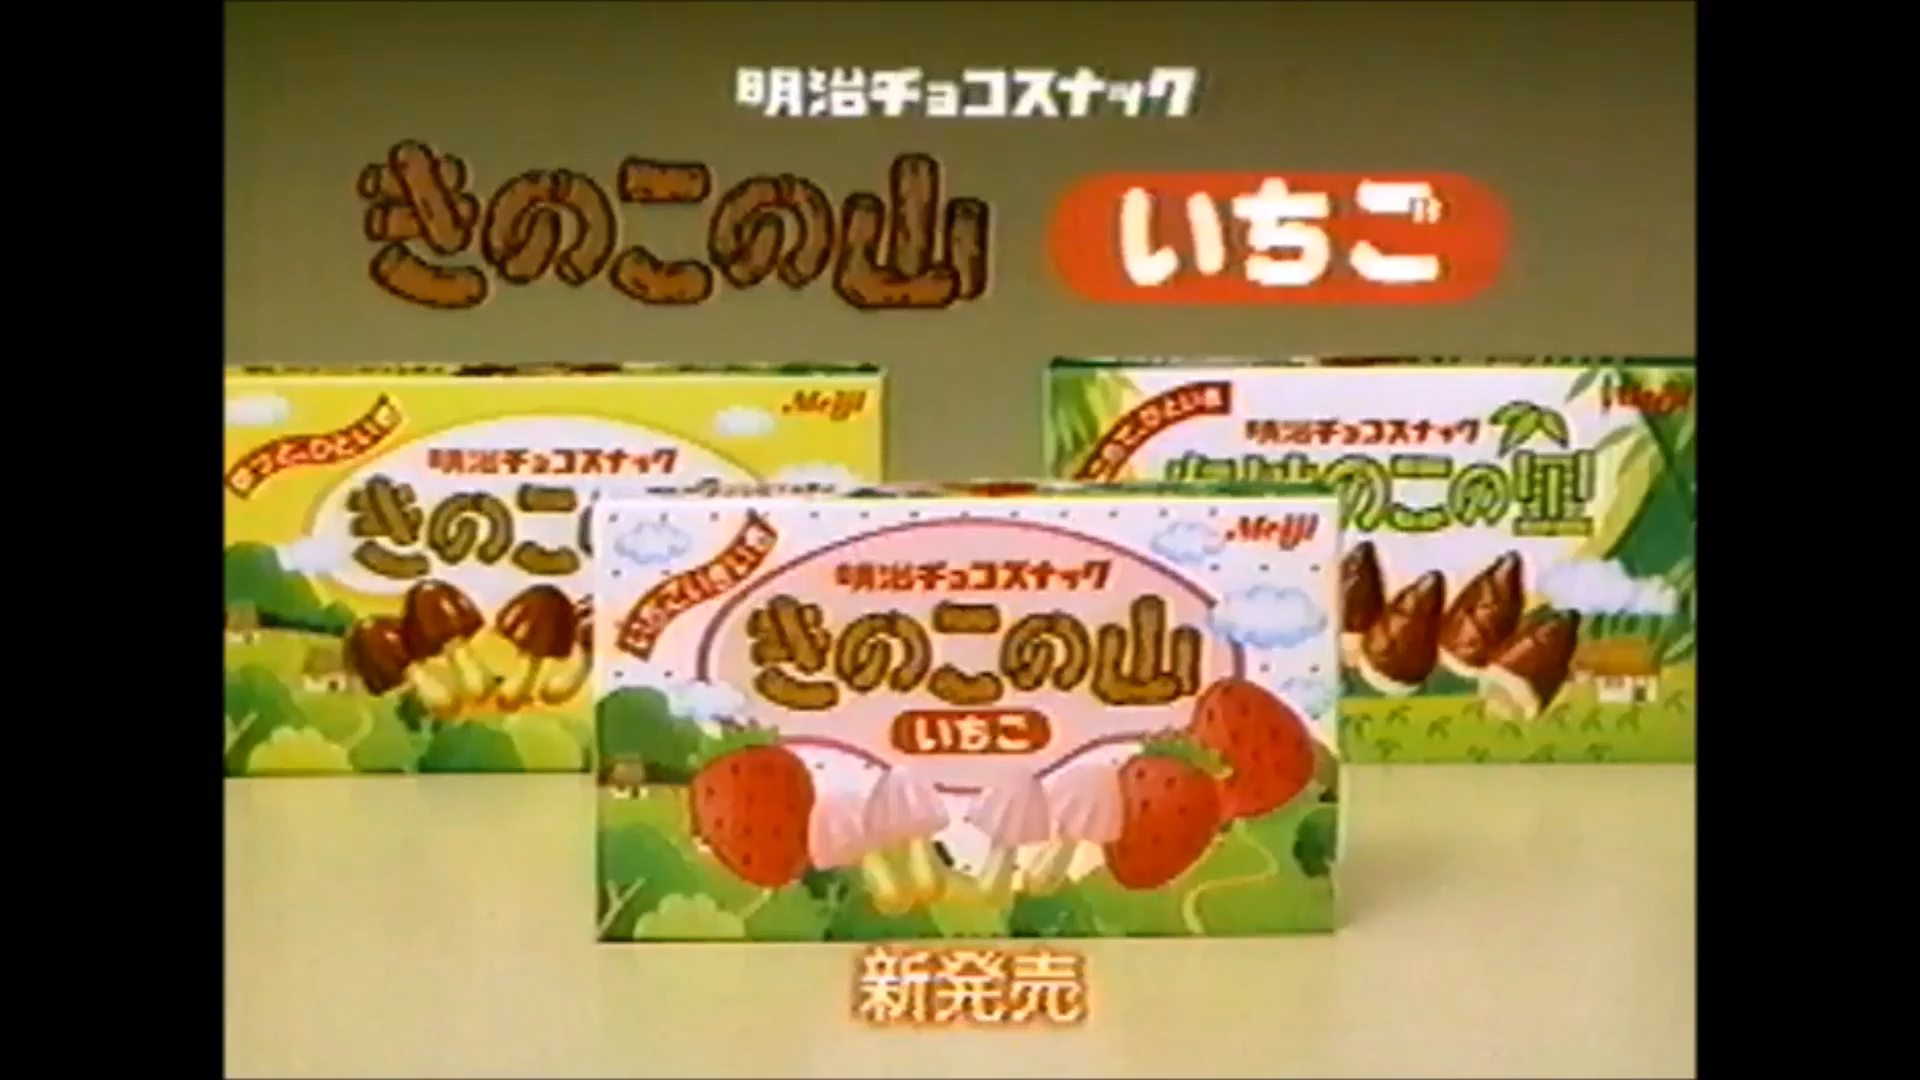 明治チョコスナック
きのこの山 いちご
Meiji
明治チョコスナック
きのこ
Meiji
明治チョコスナック
たけのこの里
Meiji
明治チョコスナック
きのこの山
いちご
新発売